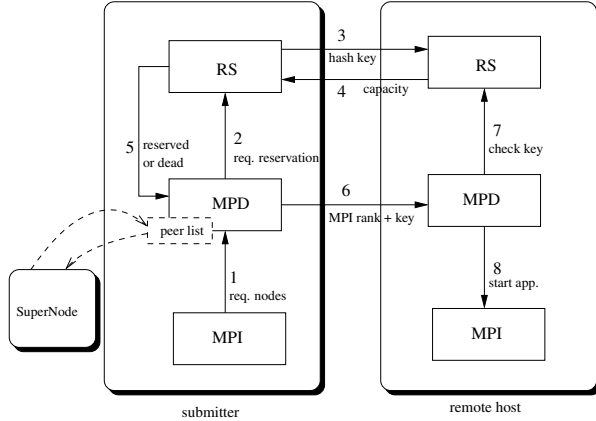 3
hash key
RS
RS
4
capacity
5
reserved
or dead
2
req. reservation
7
check key
MPD
6
MPI rank + key
MPD
peer list
1
req. nodes
8
start app.
SuperNode
MPI
MPI
submitter
remote host